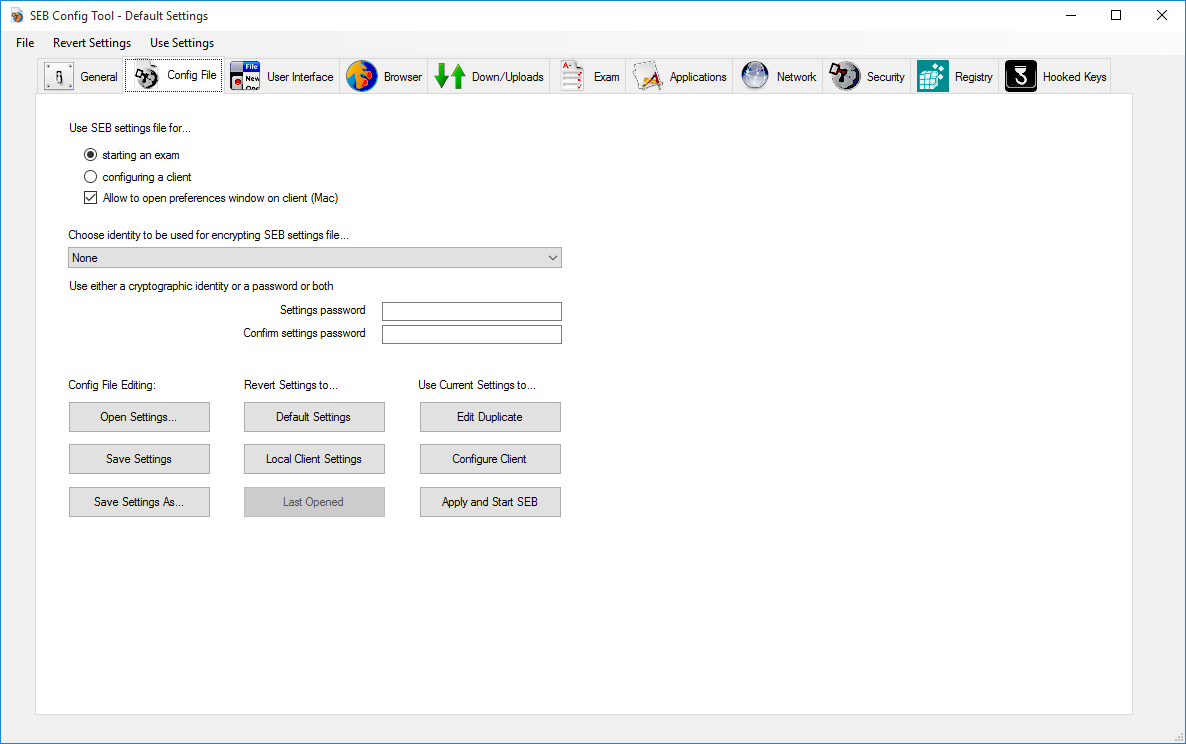 SEB Config Tool - Default Settings
File Revert Settings Use Settings
General Config File File New User Interface Browser Down/Uploads A- Exam Applications Network Security Registry Hooked Keys
Use SEB settings file for...
starting an exam
configuring a client
Allow to open preferences window on client (Mac)
Choose identity to be used for encrypting SEB settings file...
None
Use either a cryptographic identity or a password or both
Settings password
Confirm settings password
Config File Editing: Revert Settings to... Use Current Settings to...
Open Settings... Default Settings Edit Duplicate
Save Settings Local Client Settings Configure Client
Save Settings As... Last Opened Apply and Start SEB